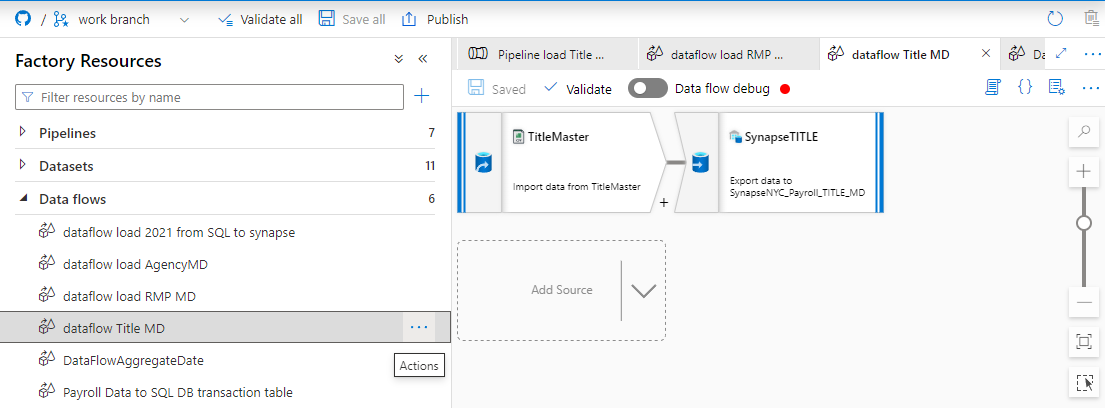 / work branch Validate all Save all Publish
Factory Resources
Filter resources by name
Pipelines 7
Datasets 11
Data flows 6
dataflow load 2021 from SQL to synapse
dataflow load AgencyMD
dataflow load RMP MD
dataflow Title MD ...
Actions
DataFlowAggregateDate
Payroll Data to SQL DB transaction table
Pipeline load Title ... dataflow load RMP ... dataflow Title MD Da
Saved Validate Data flow debug
TitleMaster
Import data from TitleMaster
+
SynapseTITLE
Export data to
SynapseNYC_Payroll_TITLE_MD
Add Source